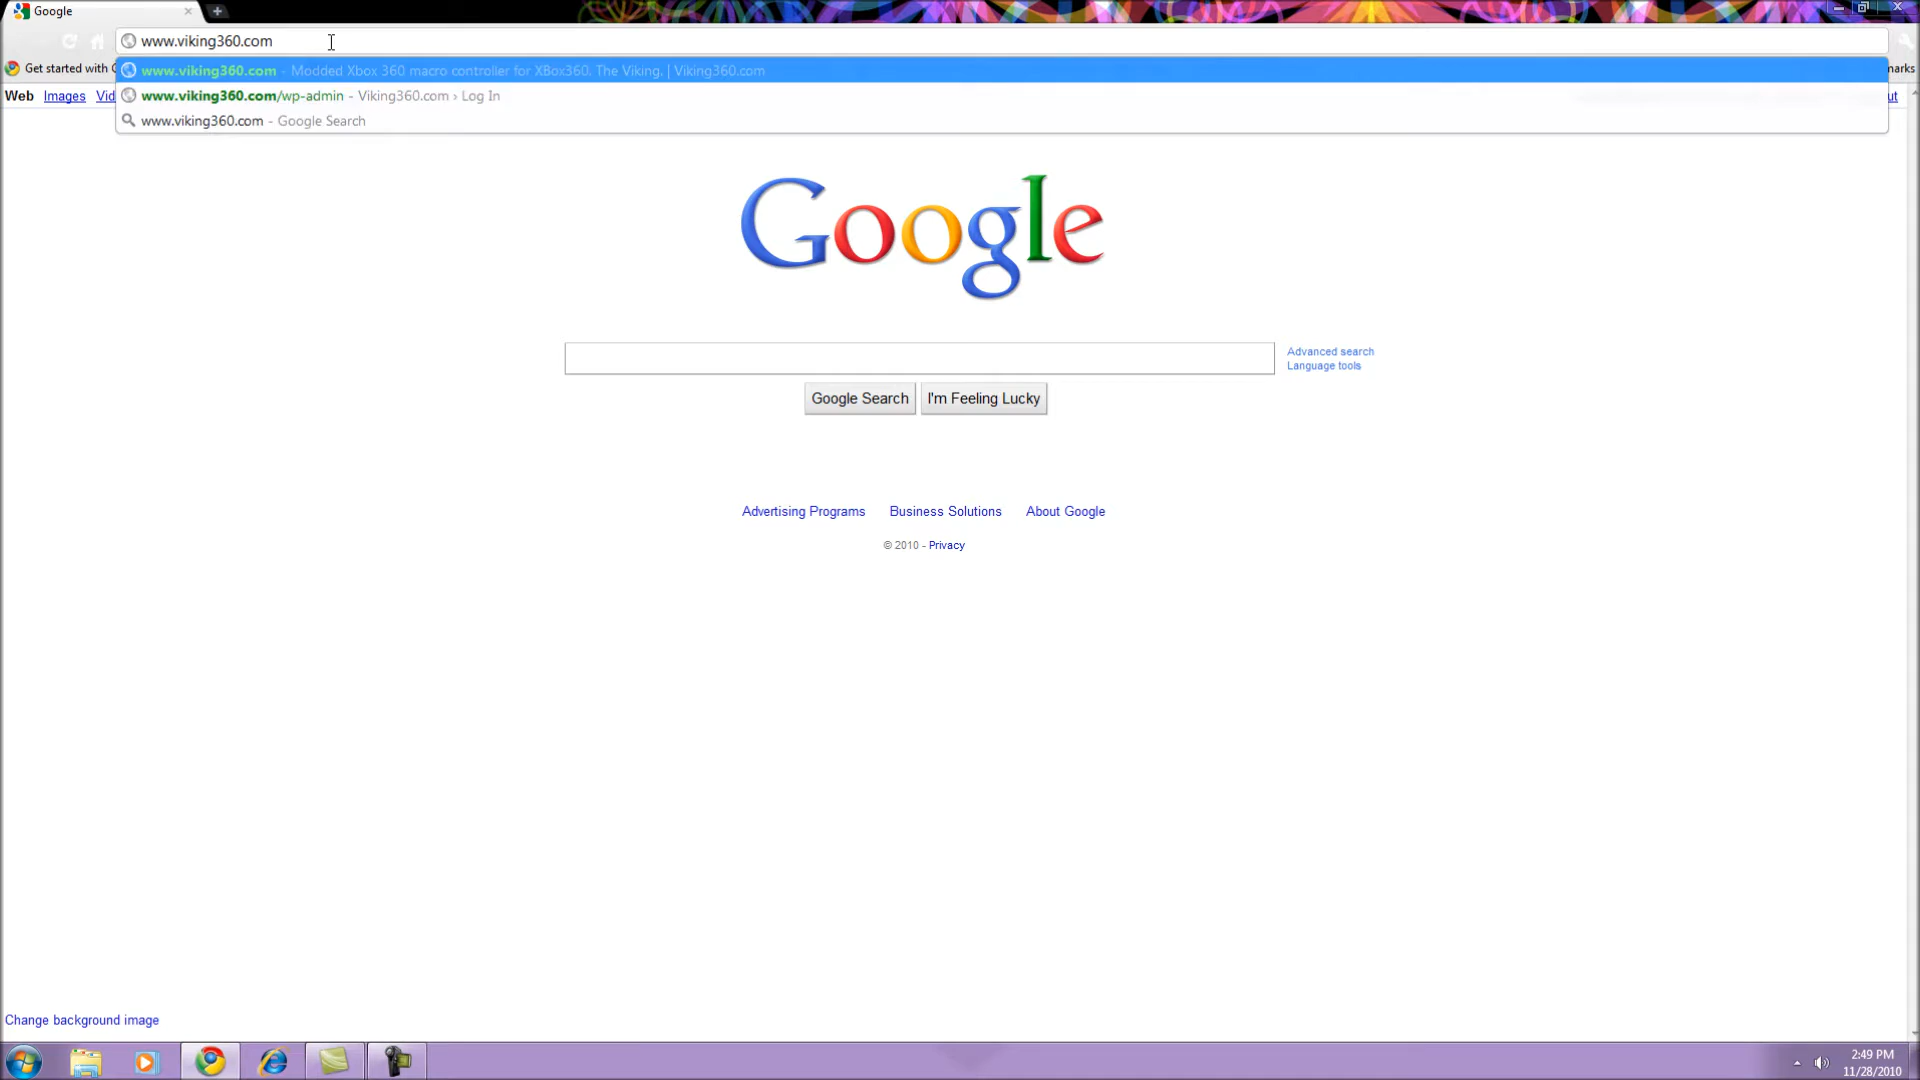 Google
www.viking360.com
Get started with
www.viking360.com - Modded Xbox 360 macro controller for XBox360. The Viking. | Viking360.com
marks
www.viking360.com/wp-admin - Viking360.com › Log In
Web Images Vid
ut
www.viking360.com - Google Search
Google
Advanced search
Language tools
Google Search I'm Feeling Lucky
Advertising Programs Business Solutions About Google
© 2010 - Privacy
Change background image
2:49 PM
11/28/2010